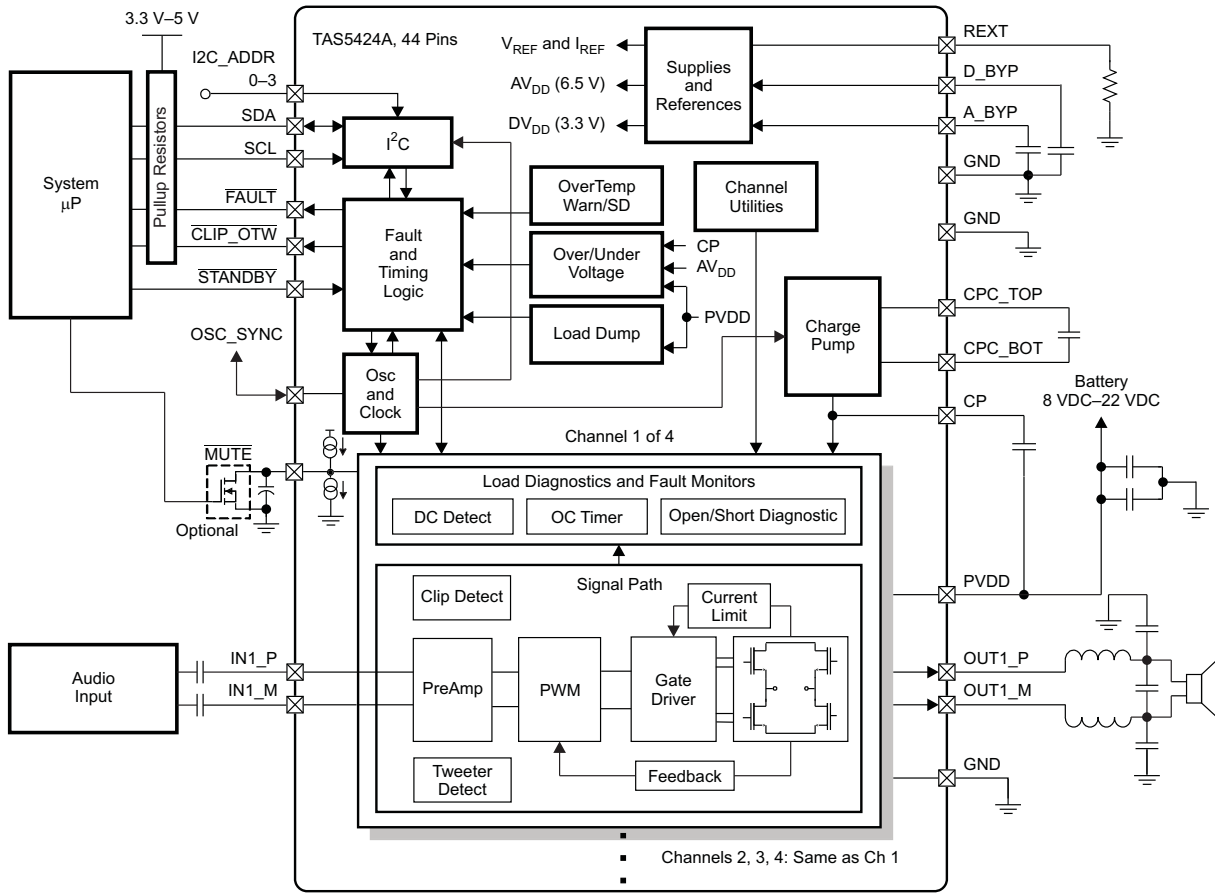 3.3 V–5 V
TAS5424A, 44 Pins
I2C_ADDR
0–3
SDA
SCL
FAULT
CLIP_OTW
STANDBY
OSC_SYNC
MUTE
Optional
System
µP
Pullup Resistors
I²C
Fault
and
Timing
Logic
Osc
and
Clock
OverTemp
Warn/SD
Over/Under
Voltage
Load Dump
CP
AVDD
PVDD
VREF and IREF
AVDD (6.5 V)
DVDD (3.3 V)
Supplies
and
References
Channel
Utilities
Charge
Pump
REXT
D_BYP
A_BYP
GND
GND
CPC_TOP
CPC_BOT
CP
Battery
8 VDC–22 VDC
PVDD
Channel 1 of 4
Load Diagnostics and Fault Monitors
DC Detect
OC Timer
Open/Short Diagnostic
Signal Path
Clip Detect
Current
Limit
Audio
Input
IN1_P
IN1_M
PreAmp
PWM
Gate
Driver
OUT1_P
OUT1_M
Tweeter
Detect
Feedback
GND
Channels 2, 3, 4: Same as Ch 1